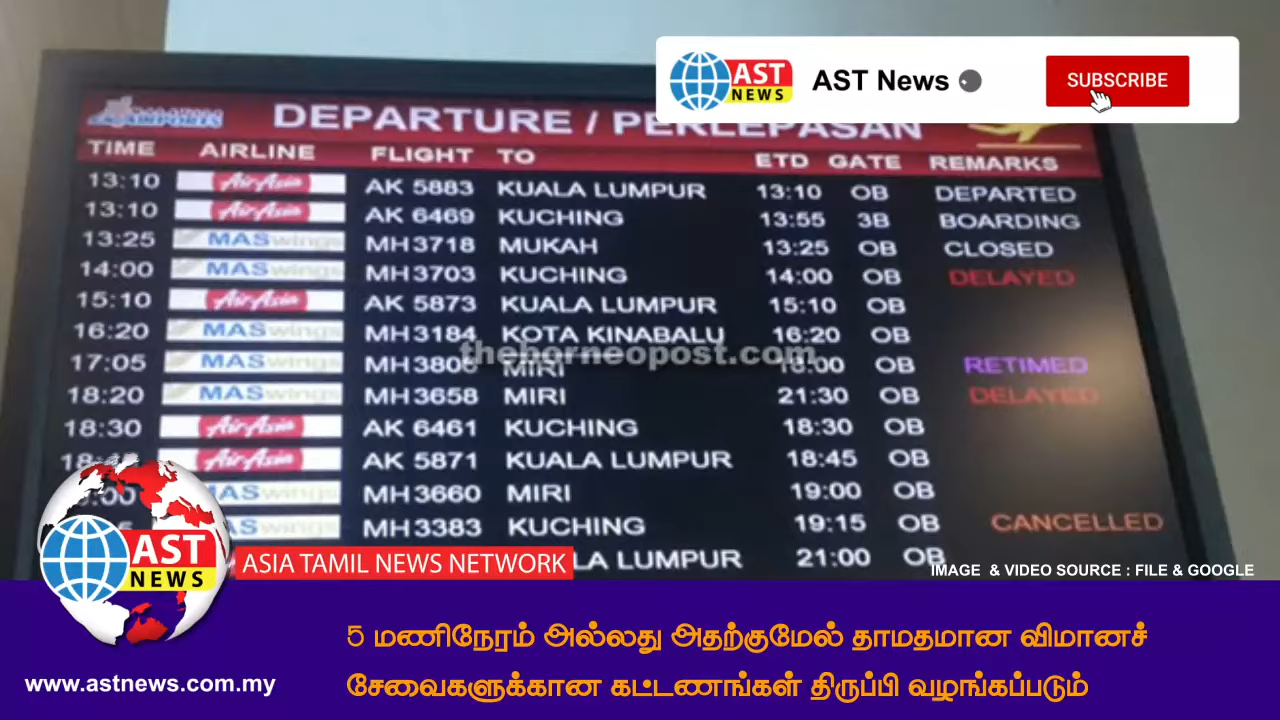 AST NEWS
AST News
SUBSCRIBE
AIRPORTS
DEPARTURE / PERLEPASAN
TIME AIRLINE FLIGHT TO ETD GATE REMARKS
13:10 AirAsia AK 5883 KUALA LUMPUR 13:10 OB DEPARTED
13:10 AirAsia AK 6469 KUCHING 13:55 3B BOARDING
13:25 MASwings MH3718 MUKAH 13:25 OB CLOSED
14:00 MASwings MH3703 KUCHING 14:00 OB DELAYED
15:10 AirAsia AK 5873 KUALA LUMPUR 15:10 OB
16:20 MASwings MH3184 KOTA KINABALU 16:20 OB
theborneopost.com
17:05 MASwings MIRI OB RETIMED
18:20 MASwings MH3658 MIRI 21:30 OB DELAYED
18:30 AirAsia AK 6461 KUCHING 18:30 OB
AirAsia AK 5871 KUALA LUMPUR 18:45 OB
MASwings MH3660 MIRI 19:00 OB
MH3383 KUCHING 19:15 OB CANCELLED
LA LUMPUR 21:00 OB
AST NEWS
ASIA TAMIL NEWS NETWORK
IMAGE & VIDEO SOURCE : FILE & GOOGLE
5 மணிநேரம் அல்லது அதற்குமேல் தாமதமான விமானச்
சேவைகளுக்கான கட்டணங்கள் திருப்பி வழங்கப்படும்
www.astnews.com.my